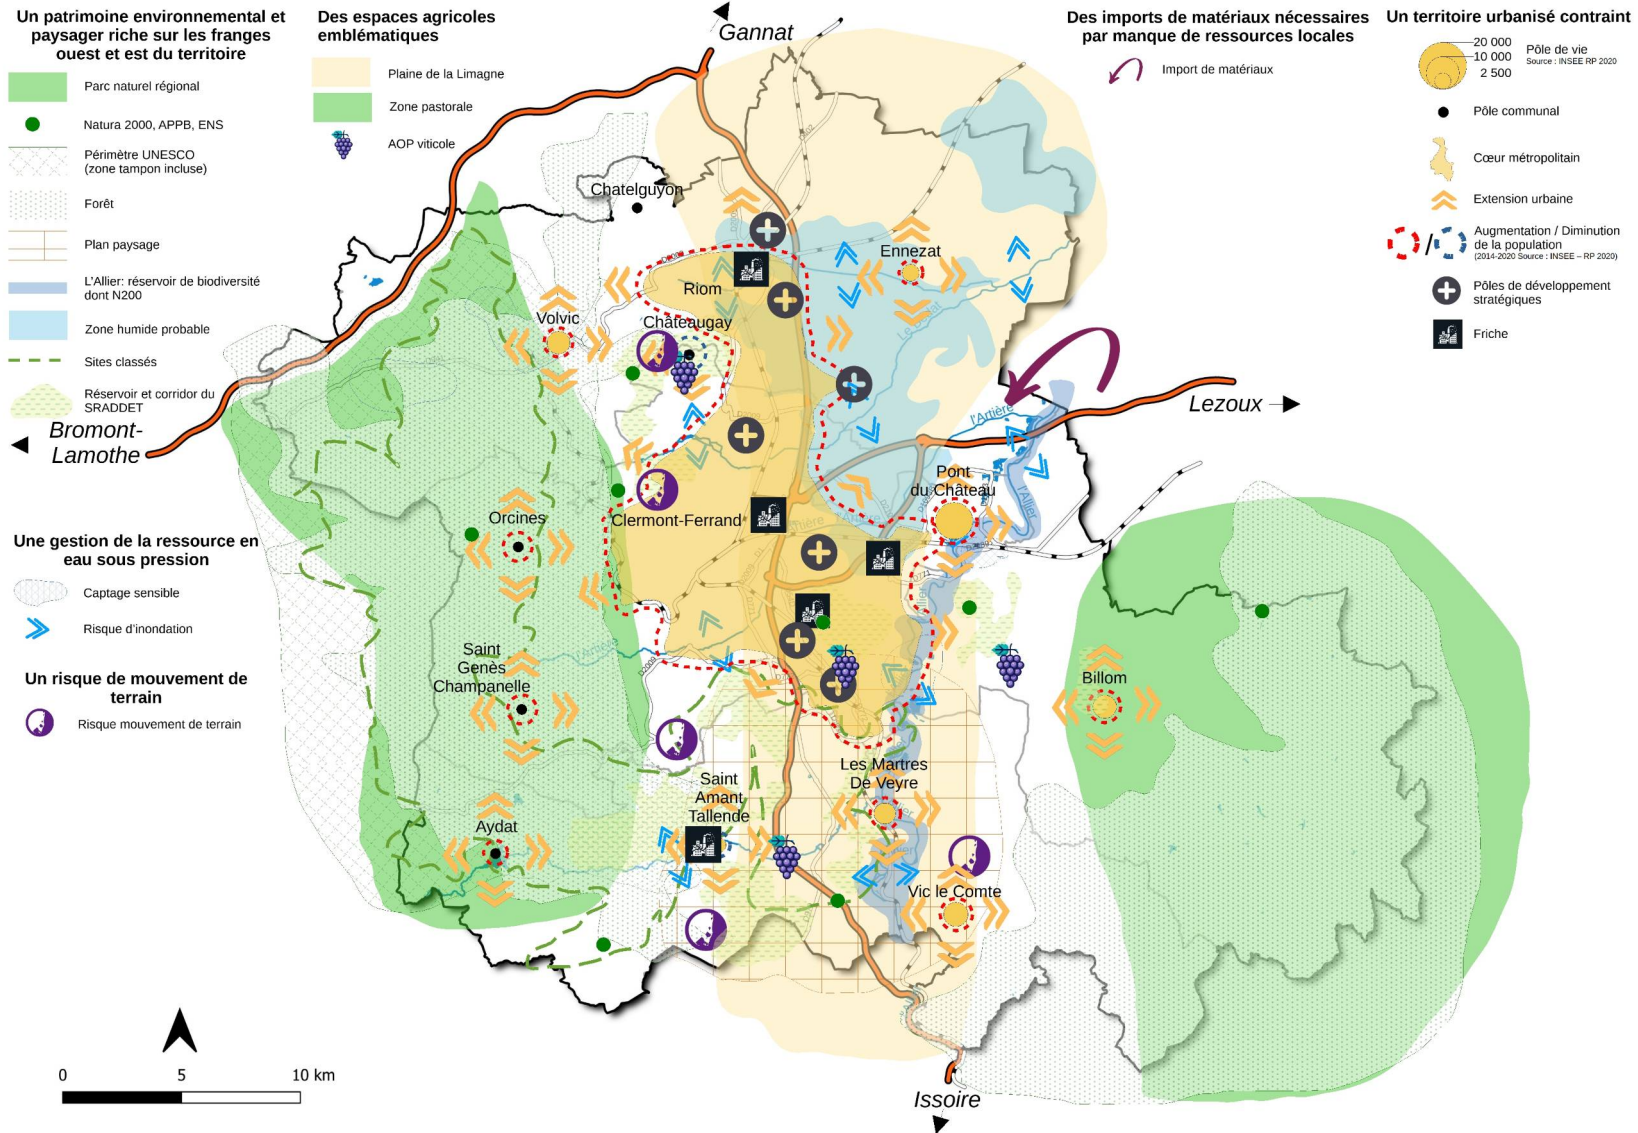 Un patrimoine environnemental et
paysager riche sur les franges
ouest et est du territoire
Parc naturel régional
Natura 2000, APPB, ENS
Périmètre UNESCO
(zone tampon incluse)
Forêt
Plan paysage
L'Allier: réservoir de biodiversité
dont N200
Zone humide probable
Sites classés
Réservoir et corridor du
SRADDET
Des espaces agricoles
emblématiques
Plaine de la Limagne
Zone pastorale
AOP viticole
Des imports de matériaux nécessaires
par manque de ressources locales
Import de matériaux
Un territoire urbanisé contraint
20 000
10 000
2 500
Pôle de vie
Source : INSEE RP 2020
Pôle communal
Cœur métropolitain
Extension urbaine
Augmentation / Diminution
de la population
(2014-2020 Source : INSEE – RP 2020)
Pôles de développement
stratégiques
Friche
Une gestion de la ressource en
eau sous pression
Captage sensible
Risque d'inondation
Un risque de mouvement de
terrain
Risque mouvement de terrain
Gannat
Chatelguyon
Ennezat
Riom
Volvic
Châteaugay
Lezoux
l'Artière
Bromont-
Lamothe
Pont
du Château
l'Allier
Orcines
Clermont-Ferrand
D771
l'Artière
D2009
Saint
Genès
Champanelle
Billom
Les Martres
De Veyre
Saint
Amant
Tallende
Aydat
Vic le Comte
Issoire
0
5
10 km